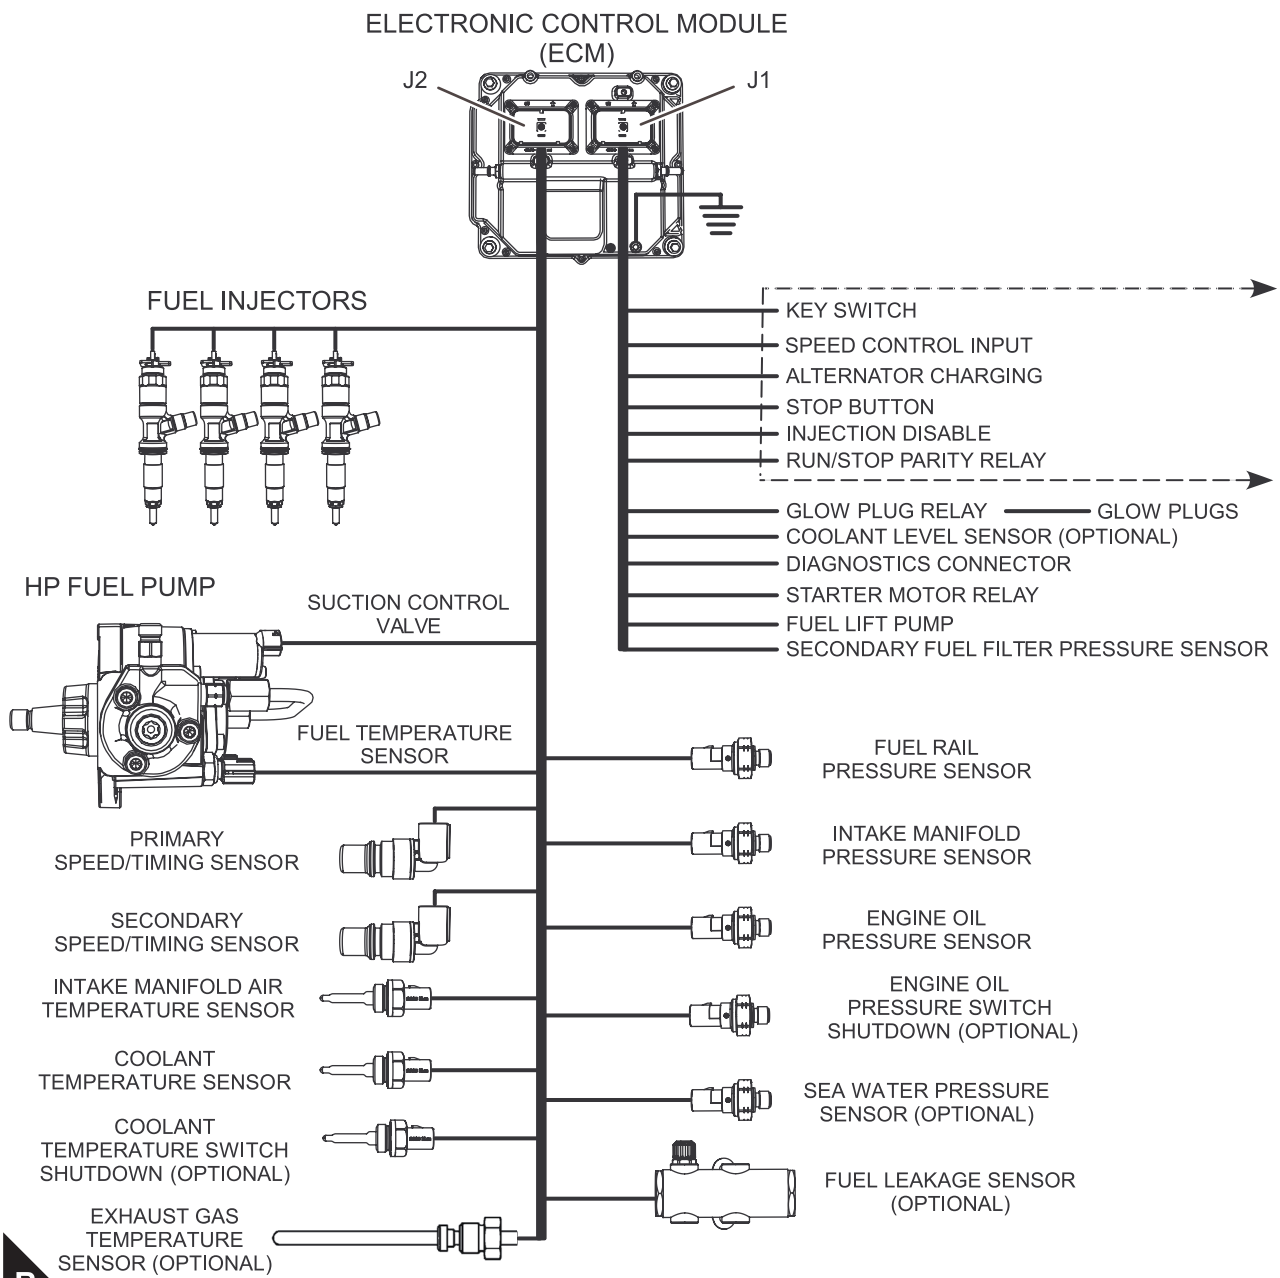 ELECTRONIC CONTROL MODULE
(ECM)
J2
J1
FUEL INJECTORS
KEY SWITCH
SPEED CONTROL INPUT
ALTERNATOR CHARGING
STOP BUTTON
INJECTION DISABLE
RUN/STOP PARITY RELAY
GLOW PLUG RELAY
GLOW PLUGS
COOLANT LEVEL SENSOR (OPTIONAL)
DIAGNOSTICS CONNECTOR
STARTER MOTOR RELAY
FUEL LIFT PUMP
SECONDARY FUEL FILTER PRESSURE SENSOR
HP FUEL PUMP
SUCTION CONTROL
VALVE
FUEL TEMPERATURE
SENSOR
PRIMARY
SPEED/TIMING SENSOR
SECONDARY
SPEED/TIMING SENSOR
INTAKE MANIFOLD AIR
TEMPERATURE SENSOR
COOLANT
TEMPERATURE SENSOR
COOLANT
TEMPERATURE SWITCH
SHUTDOWN (OPTIONAL)
EXHAUST GAS
TEMPERATURE
SENSOR (OPTIONAL)
FUEL RAIL
PRESSURE SENSOR
INTAKE MANIFOLD
PRESSURE SENSOR
ENGINE OIL
PRESSURE SENSOR
ENGINE OIL
PRESSURE SWITCH
SHUTDOWN (OPTIONAL)
SEA WATER PRESSURE
SENSOR (OPTIONAL)
FUEL LEAKAGE SENSOR
(OPTIONAL)